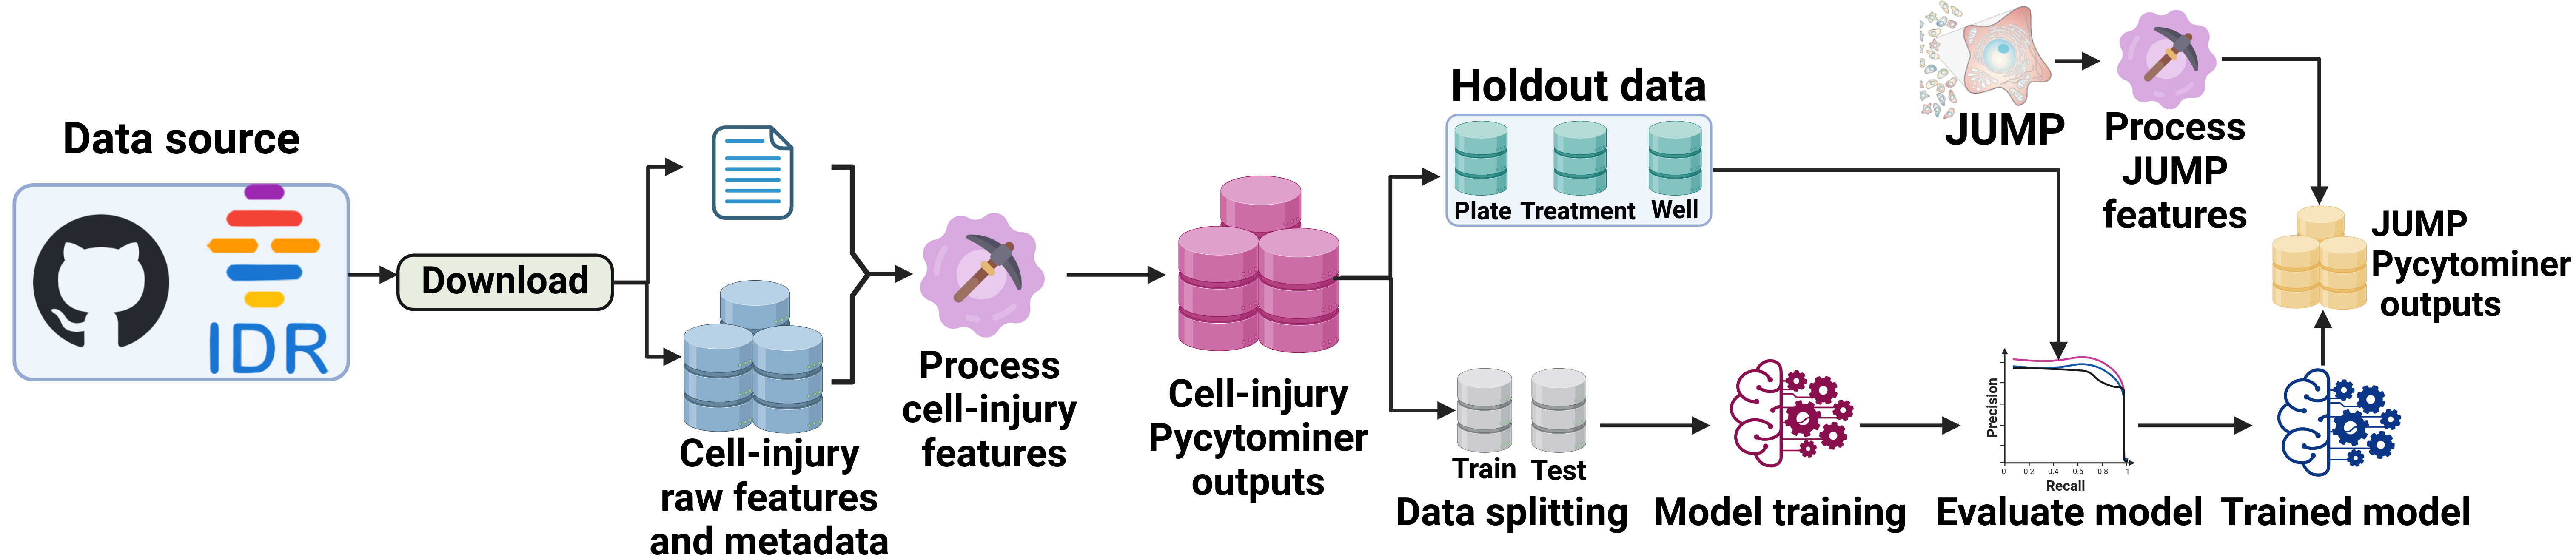 Data source
IDR
Download
Cell-injury
raw features
and metadata
Process
cell-injury
features
Cell-injury
Pycytominer
outputs
Holdout data
Plate Treatment Well
Train Test
Data splitting
Model training
Precision
0 0.2 0.4 0.6 0.8 1
Recall
Evaluate model
Trained model
JUMP
Process
JUMP
features
JUMP
Pycytominer
outputs